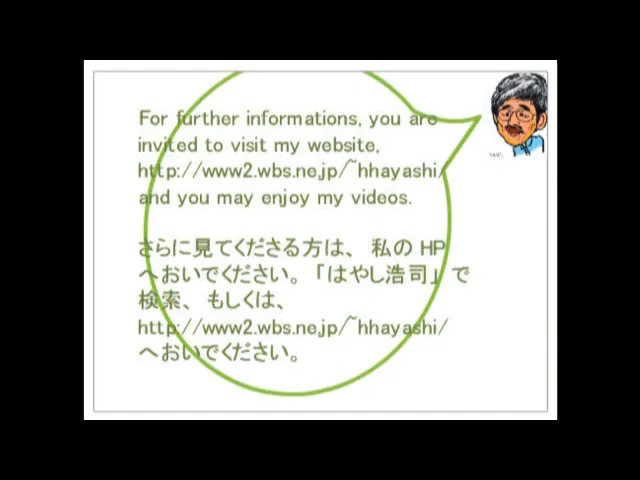 For further informations, you are
invited to visit my website,
http://www2.wbs.ne.jp/~hhayashi/
and you may enjoy my videos.
さらに見てくださる方は、 私の HP
へおいでください。「はやし浩司」 で
検索、 もしくは、
http://www2.wbs.ne.jp/~hhayashi/
へおいでください。